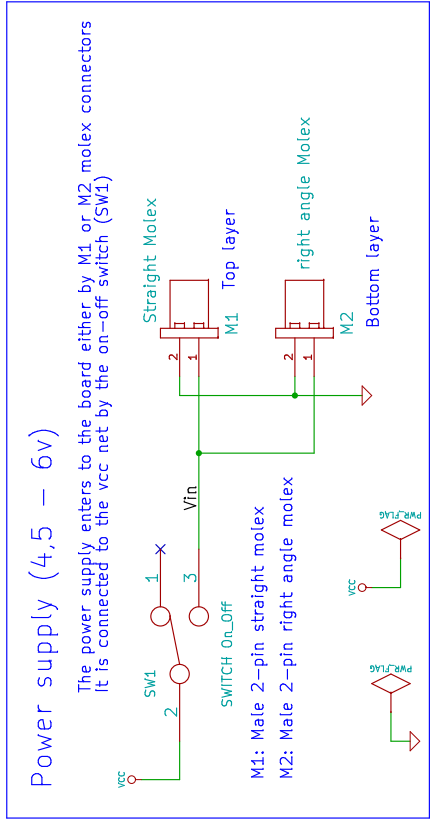 Power supply (4,5 - 6v)
The power supply enters to the board either by M1 or M2 molex connectors
It is connected to the vcc net by the on-off switch (SW1)
Straight Molex
Top layer
M1
2
1
right angle Molex
Bottom layer
M2
2
1
Vin
VCC
SW1
1
2
3
SWITCH On_Off
M1: Male 2-pin straight molex
M2: Male 2-pin right angle molex
VCC
PWR_FLAG
PWR_FLAG